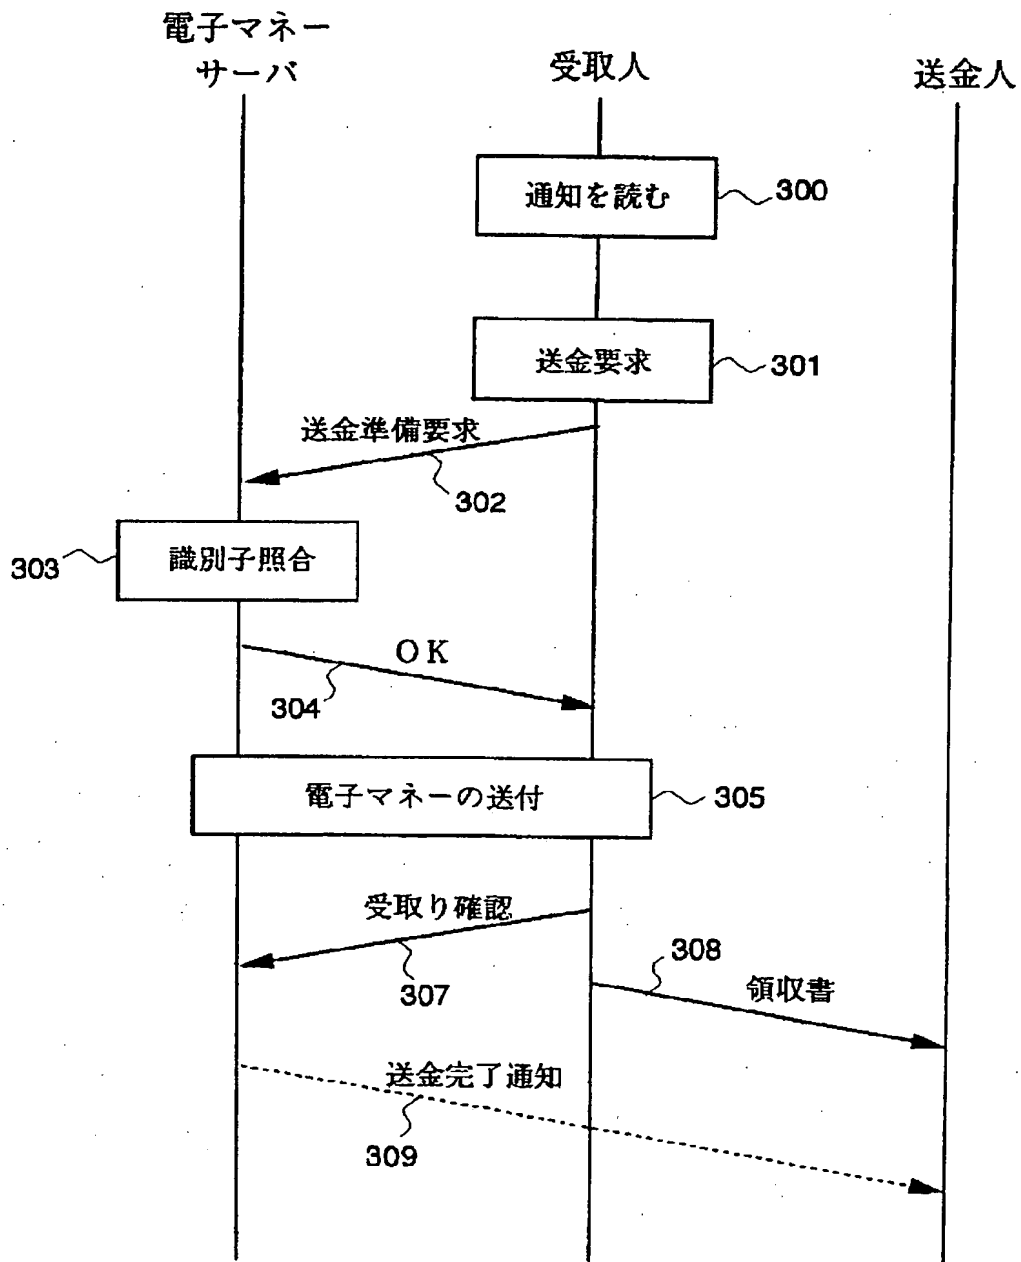 電子マネー
サーバ
受取人
送金人
通知を読む
300
送金要求
301
送金準備要求
302
303
識別子照合
OK
304
電子マネーの送付
305
受取り確認
307
308
領収書
送金完了通知
309